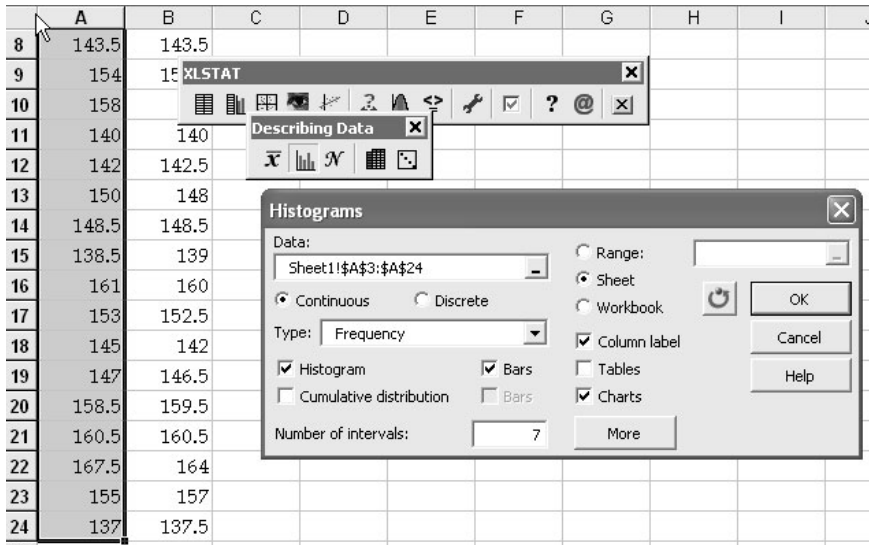 A B C D E F G H I
8 143.5 143.5
9 154 15
XLSTAT
10 158
?
@
Describing Data
11 140 140
12 142 142.5
x̄ N
13 150 148
14 148.5 148.5
15 138.5 139
16 161 160
17 153 152.5
18 145 142
19 147 146.5
20 158.5 159.5
21 160.5 160.5
22 167.5 164
23 155 157
24 137 137.5
Histograms
Data:
Sheet1!$A$3:$A$24
Continuous Discrete
Type: Frequency
Histogram Bars
Cumulative distribution Bars
Number of intervals: 7
Range:
Sheet
Workbook
Column label
Tables
Charts
More
OK
Cancel
Help